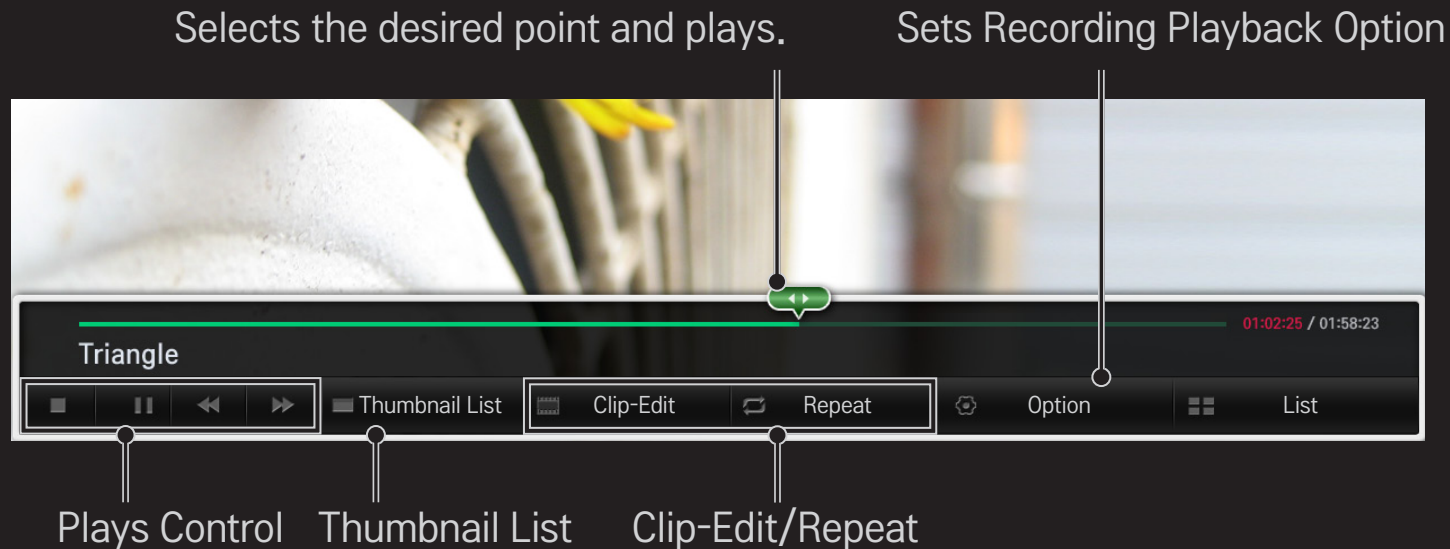 Selects the desired point and plays.
Sets Recording Playback Option
01:02:25 / 01:58:23
Triangle
Thumbnail List
Clip-Edit
Repeat
Option
List
Plays Control
Thumbnail List
Clip-Edit/Repeat